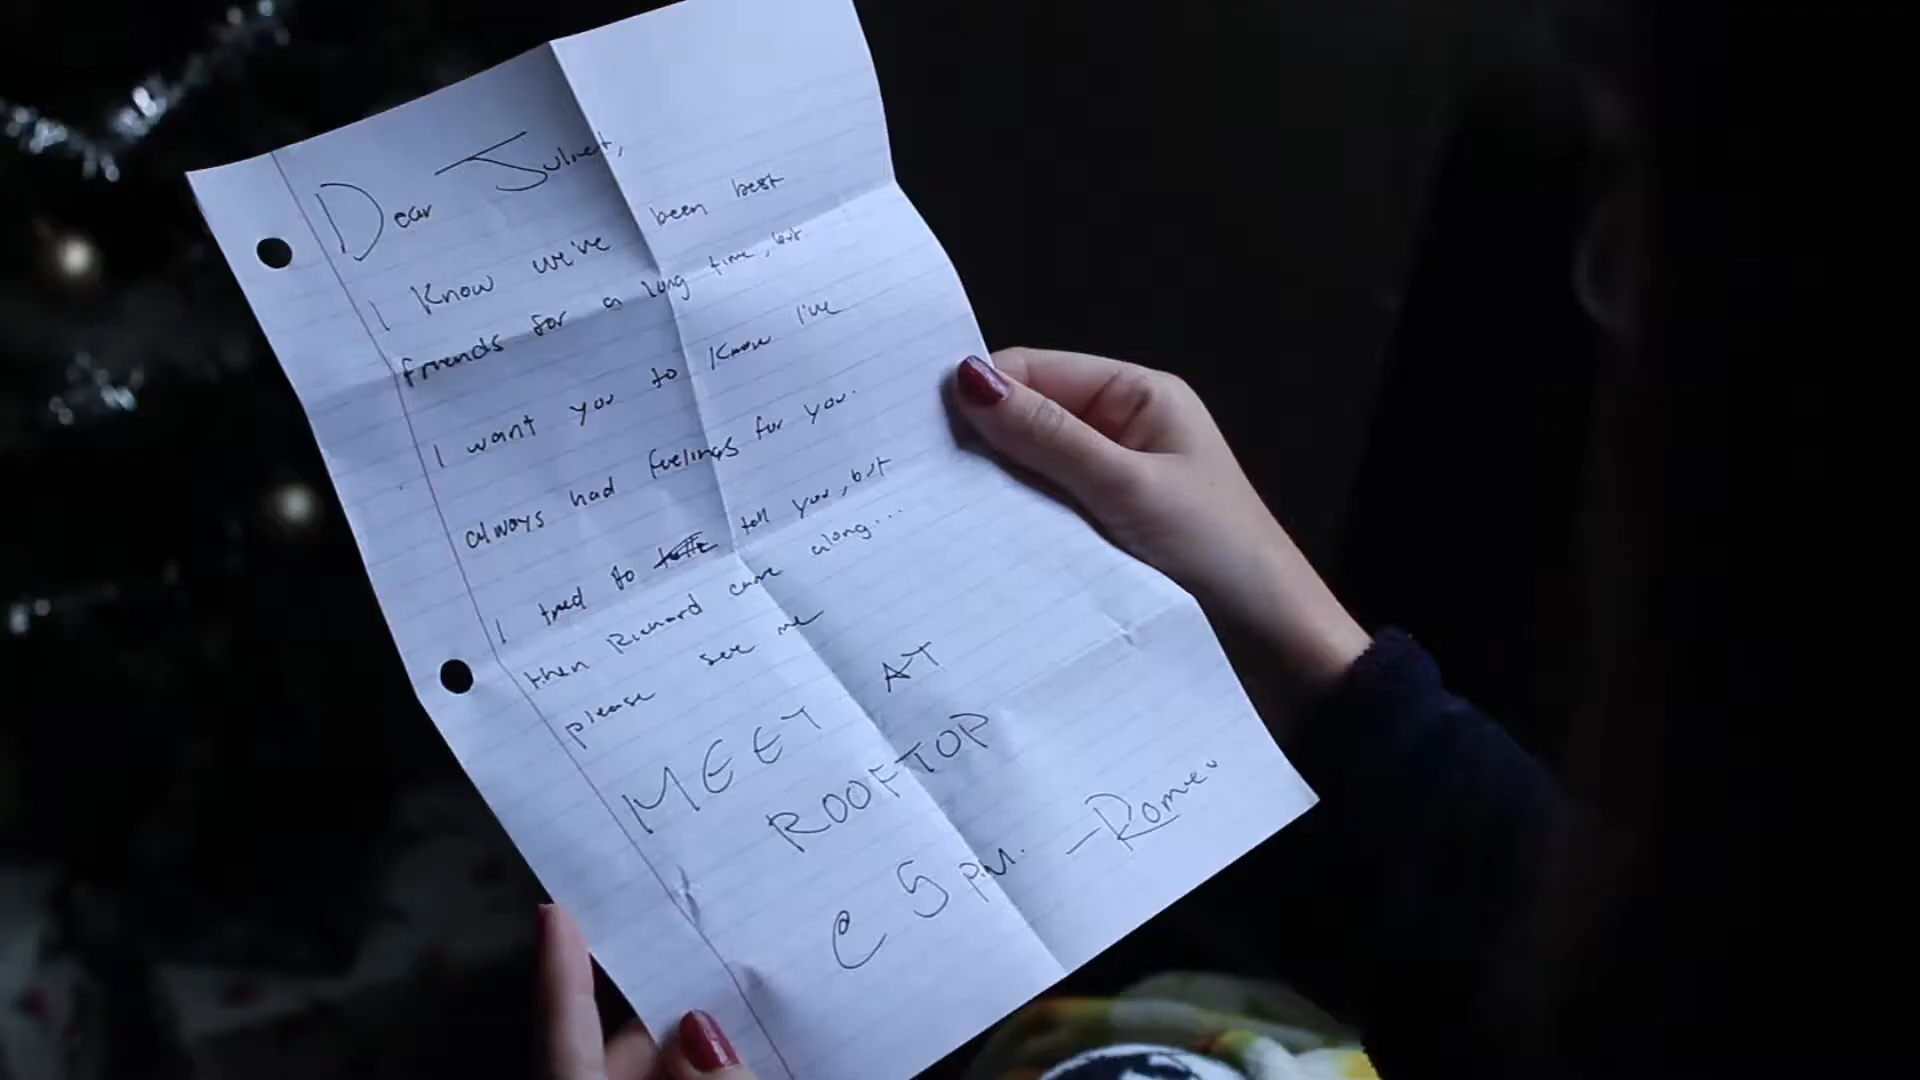 Dear Juliet,
I know we've been best
friends for a long time, but
I want you to know I've
always had feelings for you.
I tried to tell you, but
then Richard came along...
please see me
MEET AT
ROOFTOP
@ 5 pm.
-Romeo